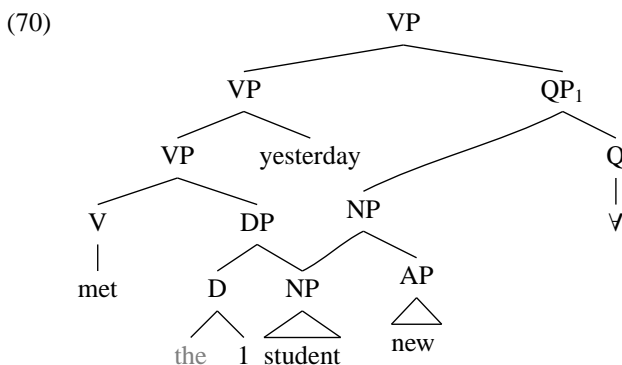 (70) VP
VP QP₁
VP yesterday Q
V DP NP ∀
met D NP AP
the 1 student new